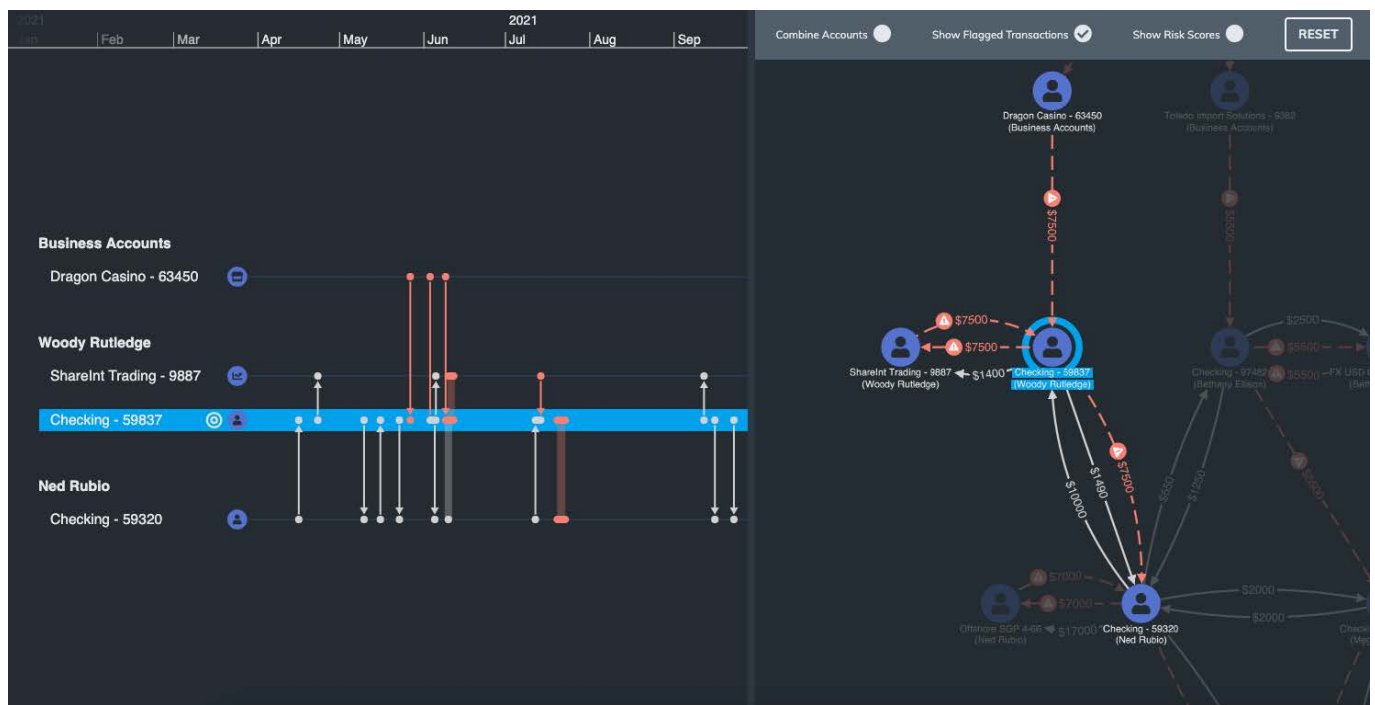 2021
2021
Jan
Feb
Mar
Apr
May
Jun
Jul
Aug
Sep
Business Accounts
Dragon Casino - 63450
Woody Rutledge
ShareInt Trading - 9887
Checking - 59837
Ned Rubio
Checking - 59320
Combine Accounts
Show Flagged Transactions
Show Risk Scores
RESET
Dragon Casino - 63450
(Business Accounts)
Toledo Import Solutions - 9382
(Business Accounts)
$7500
$5500
$7500
$7500
$2500
$5500
$5500
ShareInt Trading - 9887
(Woody Rutledge)
$1400
Checking - 59837
(Woody Rutledge)
Checking - 97482
(Bethany Ellison)
FX USD
$7500
$1490
$10000
$550
$1250
$5500
$7000
$7000
$17000
Offshore SGP 4-66
(Ned Rubio)
Checking - 59320
(Ned Rubio)
$2000
$2000